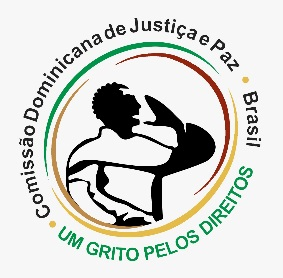 Comissão Dominicana de Justiça e Paz • Brasil •
UM GRITO PELOS DIREITOS